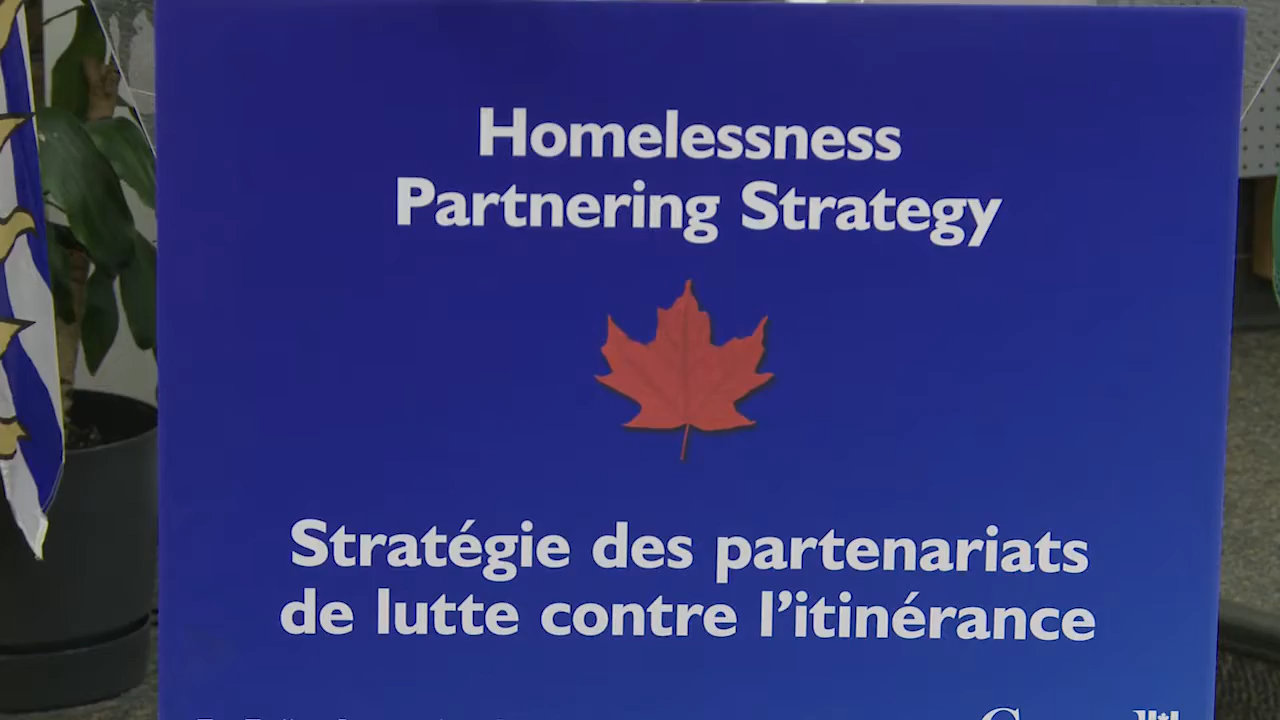 Homelessness
Partnering Strategy
Stratégie des partenariats
de lutte contre l'itinérance